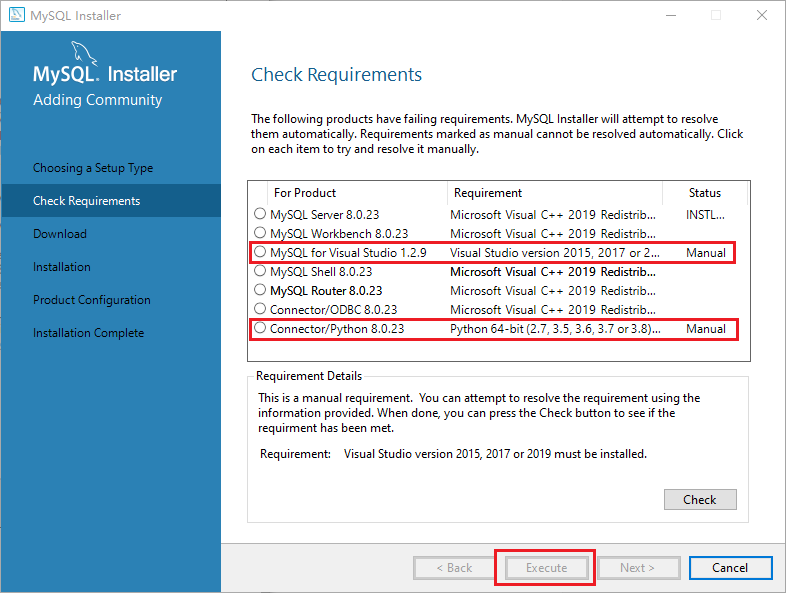 MySQL Installer
MySQL. Installer
Adding Community
Choosing a Setup Type
Check Requirements
Download
Installation
Product Configuration
Installation Complete
Check Requirements
The following products have failing requirements. MySQL Installer will attempt to resolve
them automatically. Requirements marked as manual cannot be resolved automatically. Click
on each item to try and resolve it manually.
For Product Requirement Status
MySQL Server 8.0.23 Microsoft Visual C++ 2019 Redistrib... INSTL...
MySQL Workbench 8.0.23 Microsoft Visual C++ 2019 Redistrib...
MySQL for Visual Studio 1.2.9 Visual Studio version 2015, 2017 or 2... Manual
MySQL Shell 8.0.23 Microsoft Visual C++ 2019 Redistrib...
MySQL Router 8.0.23 Microsoft Visual C++ 2019 Redistrib...
Connector/ODBC 8.0.23 Microsoft Visual C++ 2019 Redistrib...
Connector/Python 8.0.23 Python 64-bit (2.7, 3.5, 3.6, 3.7 or 3.8)... Manual
Requirement Details
This is a manual requirement. You can attempt to resolve the requirement using the
information provided. When done, you can press the Check button to see if the
requirment has been met.
Requirement: Visual Studio version 2015, 2017 or 2019 must be installed.
Check
< Back Execute Next > Cancel